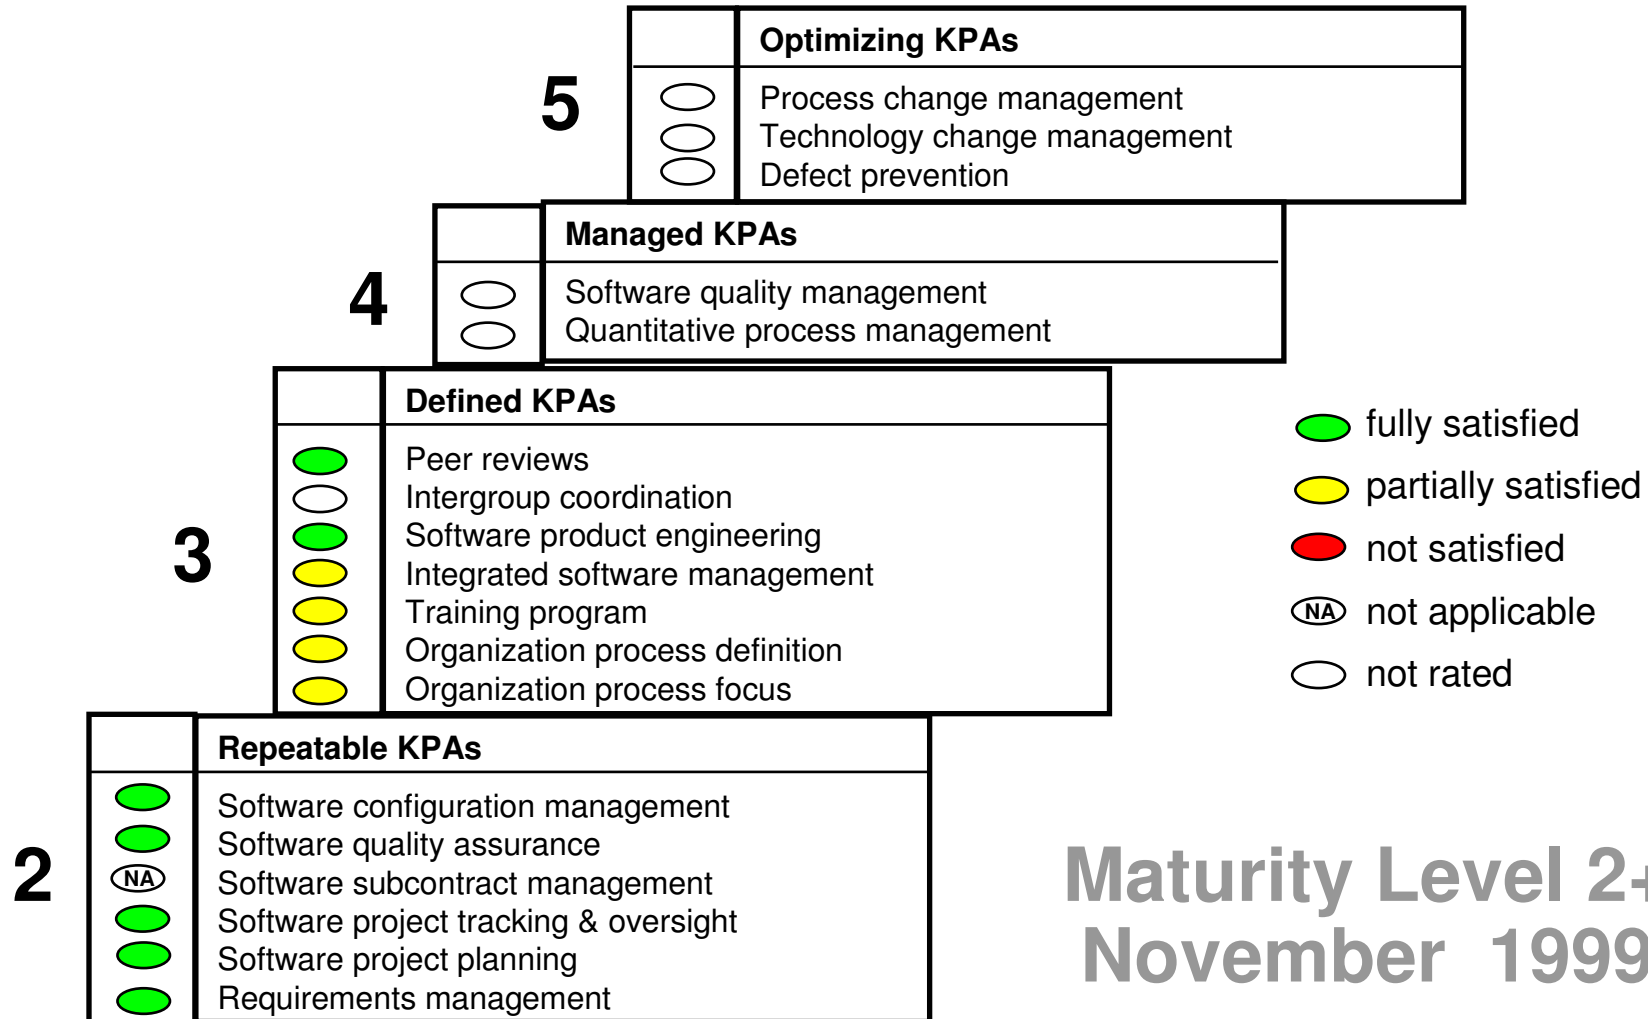 5
Optimizing KPAs
Process change management
Technology change management
Defect prevention
4
Managed KPAs
Software quality management
Quantitative process management
3
Defined KPAs
Peer reviews
Intergroup coordination
Software product engineering
Integrated software management
Training program
Organization process definition
Organization process focus
2
Repeatable KPAs
Software configuration management
Software quality assurance
NA Software subcontract management
Software project tracking & oversight
Software project planning
Requirements management
fully satisfied
partially satisfied
not satisfied
NA not applicable
not rated
Maturity Level 2+
November 1999